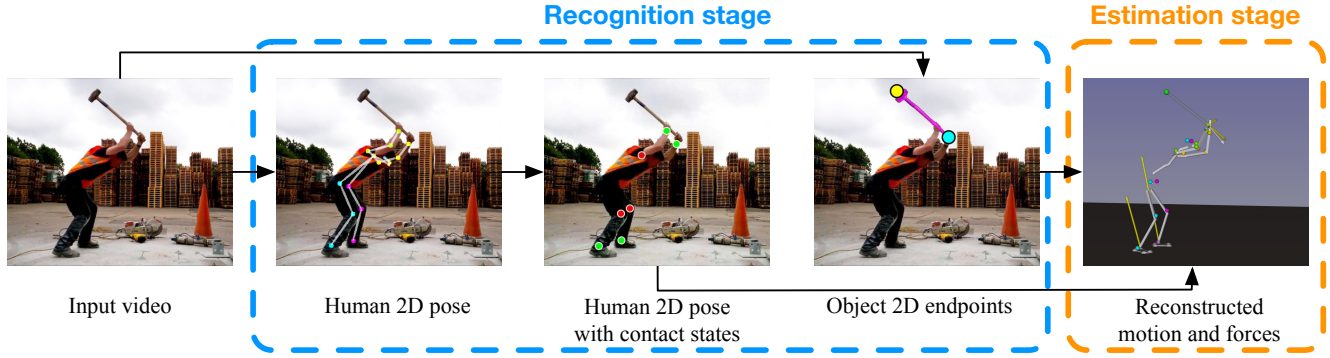 Recognition stage
Estimation stage
Input video
Human 2D pose
Human 2D pose
with contact states
Object 2D endpoints
Reconstructed
motion and forces